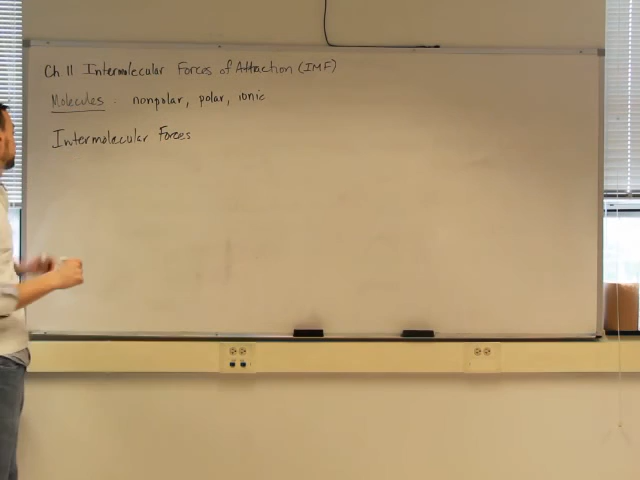 Ch 11 Intermolecular Forces of Attraction (IMF)
Molecules : nonpolar, polar, ionic
Intermolecular Forces